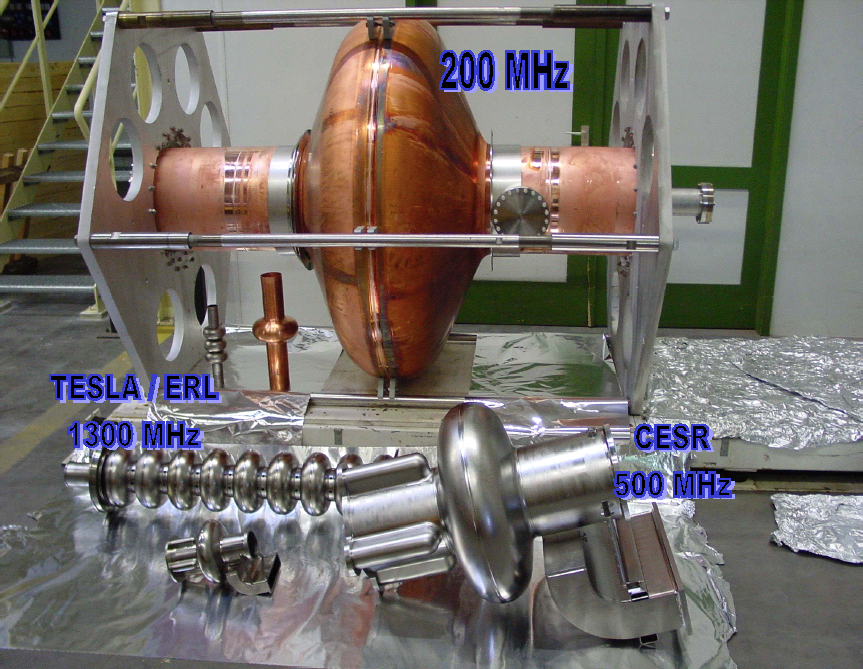 200 MHz
TESLA / ERL
1300 MHz
CESR
500 MHz